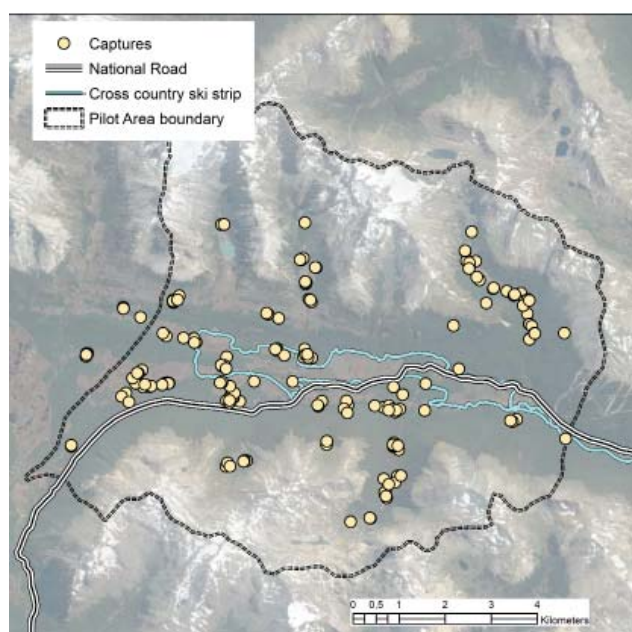 Captures
National Road
Cross country ski strip
Pilot Area boundary
0 0,5 1 2 3 4
Kilometers